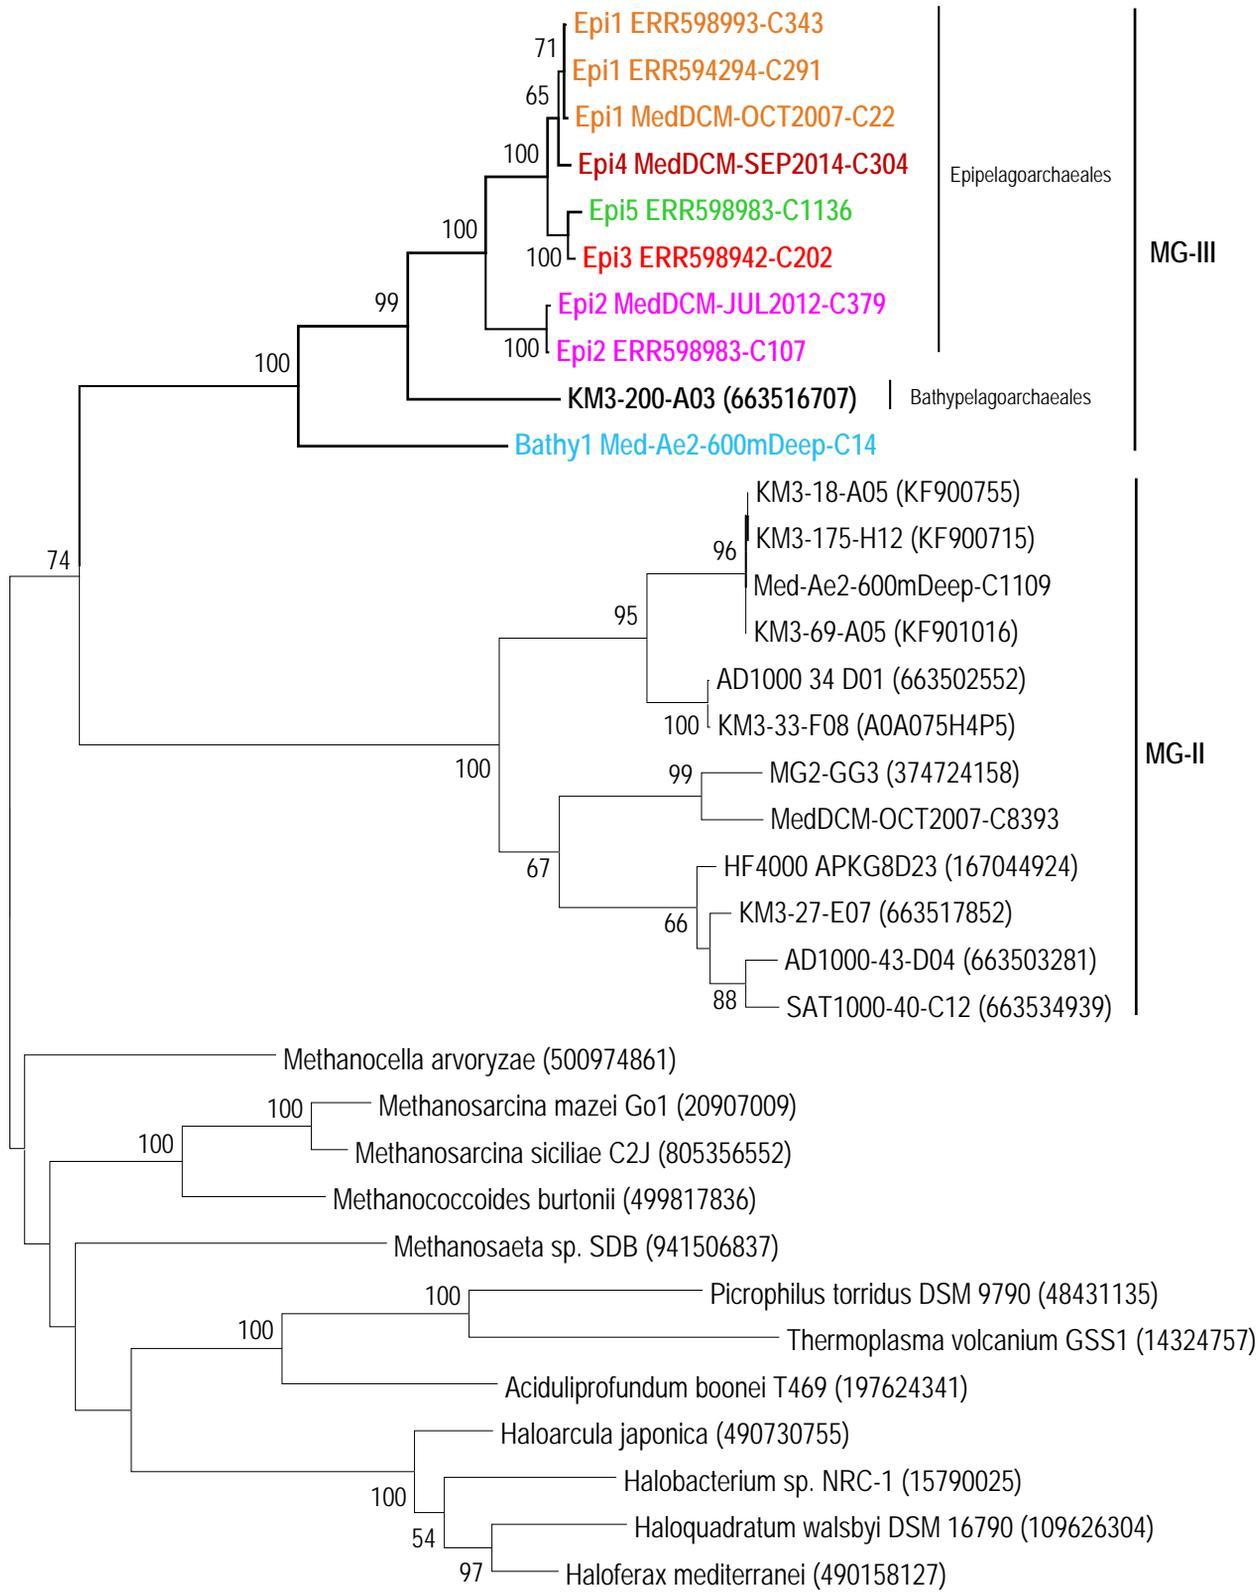 Epi1 ERR598993-C343
71
Epi1 ERR594294-C291
65
Epi1 MedDCM-OCT2007-C22
100
Epi4 MedDCM-SEP2014-C304
Epipelagoarchaeales
Epi5 ERR598983-C1136
100
100
Epi3 ERR598942-C202
MG-III
99
Epi2 MedDCM-JUL2012-C379
100
Epi2 ERR598983-C107
100
KM3-200-A03 (663516707)
Bathypelagoarchaeales
Bathy1 Med-Ae2-600mDeep-C14
KM3-18-A05 (KF900755)
KM3-175-H12 (KF900715)
96
74
Med-Ae2-600mDeep-C1109
95
KM3-69-A05 (KF901016)
AD1000 34 D01 (663502552)
100
KM3-33-F08 (A0A075H4P5)
MG-II
100
99
MG2-GG3 (374724158)
MedDCM-OCT2007-C8393
67
HF4000 APKG8D23 (167044924)
66
KM3-27-E07 (663517852)
AD1000-43-D04 (663503281)
88
SAT1000-40-C12 (663534939)
Methanocella arvoryzae (500974861)
100
Methanosarcina mazei Go1 (20907009)
100
Methanosarcina siciliae C2J (805356552)
Methanococcoides burtonii (499817836)
Methanosaeta sp. SDB (941506837)
100
Picrophilus torridus DSM 9790 (48431135)
100
Thermoplasma volcanium GSS1 (14324757)
Aciduliprofundum boonei T469 (197624341)
Haloarcula japonica (490730755)
Halobacterium sp. NRC-1 (15790025)
100
Haloquadratum walsbyi DSM 16790 (109626304)
54
97
Haloferax mediterranei (490158127)